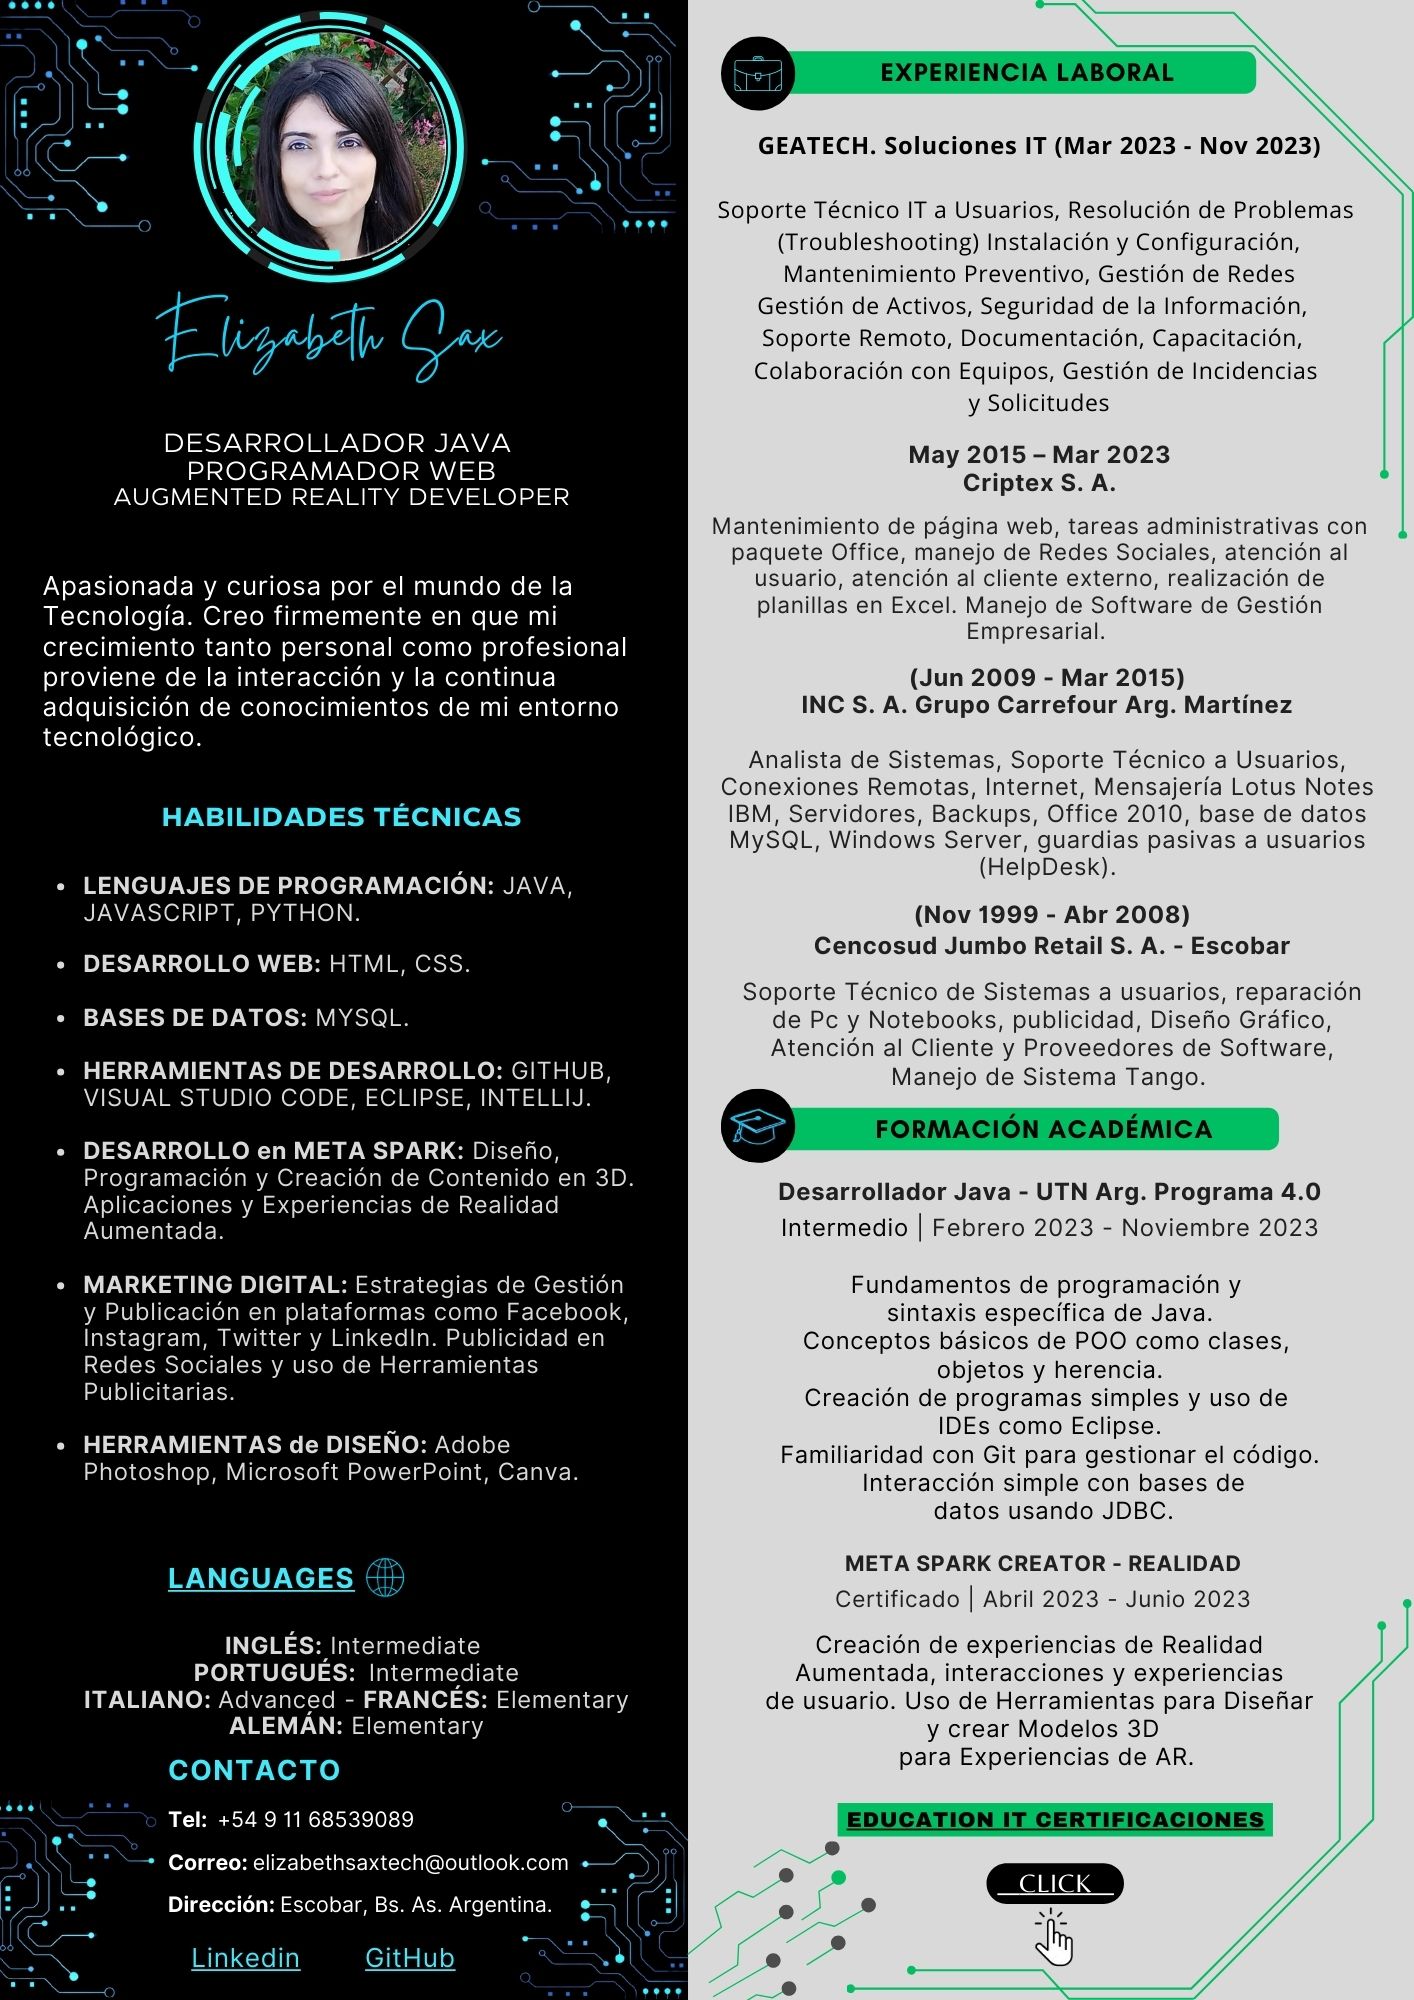 Elizabeth Sax
DESARROLLADOR JAVA
PROGRAMADOR WEB
AUGMENTED REALITY DEVELOPER
Apasionada y curiosa por el mundo de la
Tecnología. Creo firmemente en que mi
crecimiento tanto personal como profesional
proviene de la interacción y la continua
adquisición de conocimientos de mi entorno
tecnológico.
HABILIDADES TÉCNICAS
• LENGUAJES DE PROGRAMACIÓN: JAVA,
JAVASCRIPT, PYTHON.
• DESARROLLO WEB: HTML, CSS.
• BASES DE DATOS: MYSQL.
• HERRAMIENTAS DE DESARROLLO: GITHUB,
VISUAL STUDIO CODE, ECLIPSE, INTELLIJ.
• DESARROLLO en META SPARK: Diseño,
Programación y Creación de Contenido en 3D.
Aplicaciones y Experiencias de Realidad
Aumentada.
• MARKETING DIGITAL: Estrategias de Gestión
y Publicación en plataformas como Facebook,
Instagram, Twitter y LinkedIn. Publicidad en
Redes Sociales y uso de Herramientas
Publicitarias.
• HERRAMIENTAS de DISEÑO: Adobe
Photoshop, Microsoft PowerPoint, Canva.
LANGUAGES
INGLÉS: Intermediate
PORTUGUÉS: Intermediate
ITALIANO: Advanced - FRANCÉS: Elementary
ALEMÁN: Elementary
CONTACTO
Tel: +54 9 11 68539089
Correo: elizabethsaxtech@outlook.com
Dirección: Escobar, Bs. As. Argentina.
Linkedin GitHub
EXPERIENCIA LABORAL
GEATECH. Soluciones IT (Mar 2023 - Nov 2023)
Soporte Técnico IT a Usuarios, Resolución de Problemas
(Troubleshooting) Instalación y Configuración,
Mantenimiento Preventivo, Gestión de Redes
Gestión de Activos, Seguridad de la Información,
Soporte Remoto, Documentación, Capacitación,
Colaboración con Equipos, Gestión de Incidencias
y Solicitudes
May 2015 – Mar 2023
Criptex S. A.
Mantenimiento de página web, tareas administrativas con
paquete Office, manejo de Redes Sociales, atención al
usuario, atención al cliente externo, realización de
planillas en Excel. Manejo de Software de Gestión
Empresarial.
(Jun 2009 - Mar 2015)
INC S. A. Grupo Carrefour Arg. Martínez
Analista de Sistemas, Soporte Técnico a Usuarios,
Conexiones Remotas, Internet, Mensajería Lotus Notes
IBM, Servidores, Backups, Office 2010, base de datos
MySQL, Windows Server, guardias pasivas a usuarios
(HelpDesk).
(Nov 1999 - Abr 2008)
Cencosud Jumbo Retail S. A. - Escobar
Soporte Técnico de Sistemas a usuarios, reparación
de Pc y Notebooks, publicidad, Diseño Gráfico,
Atención al Cliente y Proveedores de Software,
Manejo de Sistema Tango.
FORMACIÓN ACADÉMICA
Desarrollador Java - UTN Arg. Programa 4.0
Intermedio | Febrero 2023 - Noviembre 2023
Fundamentos de programación y
sintaxis específica de Java.
Conceptos básicos de POO como clases,
objetos y herencia.
Creación de programas simples y uso de
IDEs como Eclipse.
Familiaridad con Git para gestionar el código.
Interacción simple con bases de
datos usando JDBC.
META SPARK CREATOR - REALIDAD
Certificado | Abril 2023 - Junio 2023
Creación de experiencias de Realidad
Aumentada, interacciones y experiencias
de usuario. Uso de Herramientas para Diseñar
y crear Modelos 3D
para Experiencias de AR.
EDUCATION IT CERTIFICACIONES
CLICK